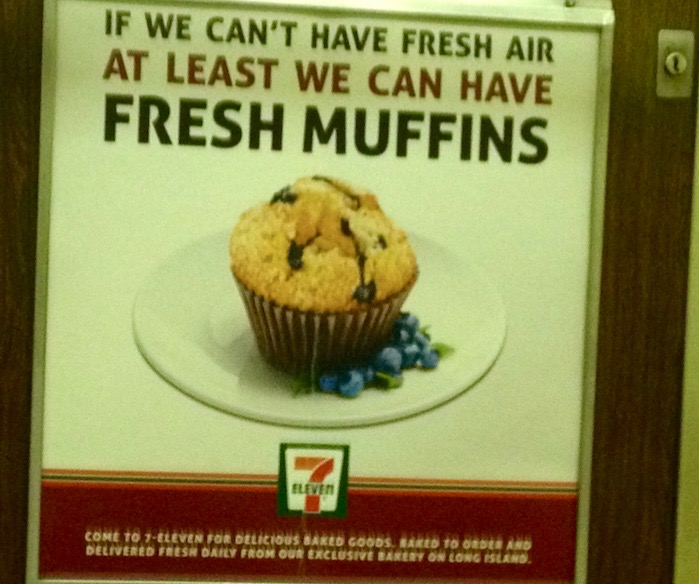 IF WE CAN'T HAVE FRESH AIR
AT LEAST WE CAN HAVE
FRESH MUFFINS
7
ELEVEN
COME TO 7-ELEVEN FOR DELICIOUS BAKED GOODS. BAKED TO ORDER AND
DELIVERED FRESH DAILY FROM OUR EXCLUSIVE BAKERY ON LONG ISLAND.